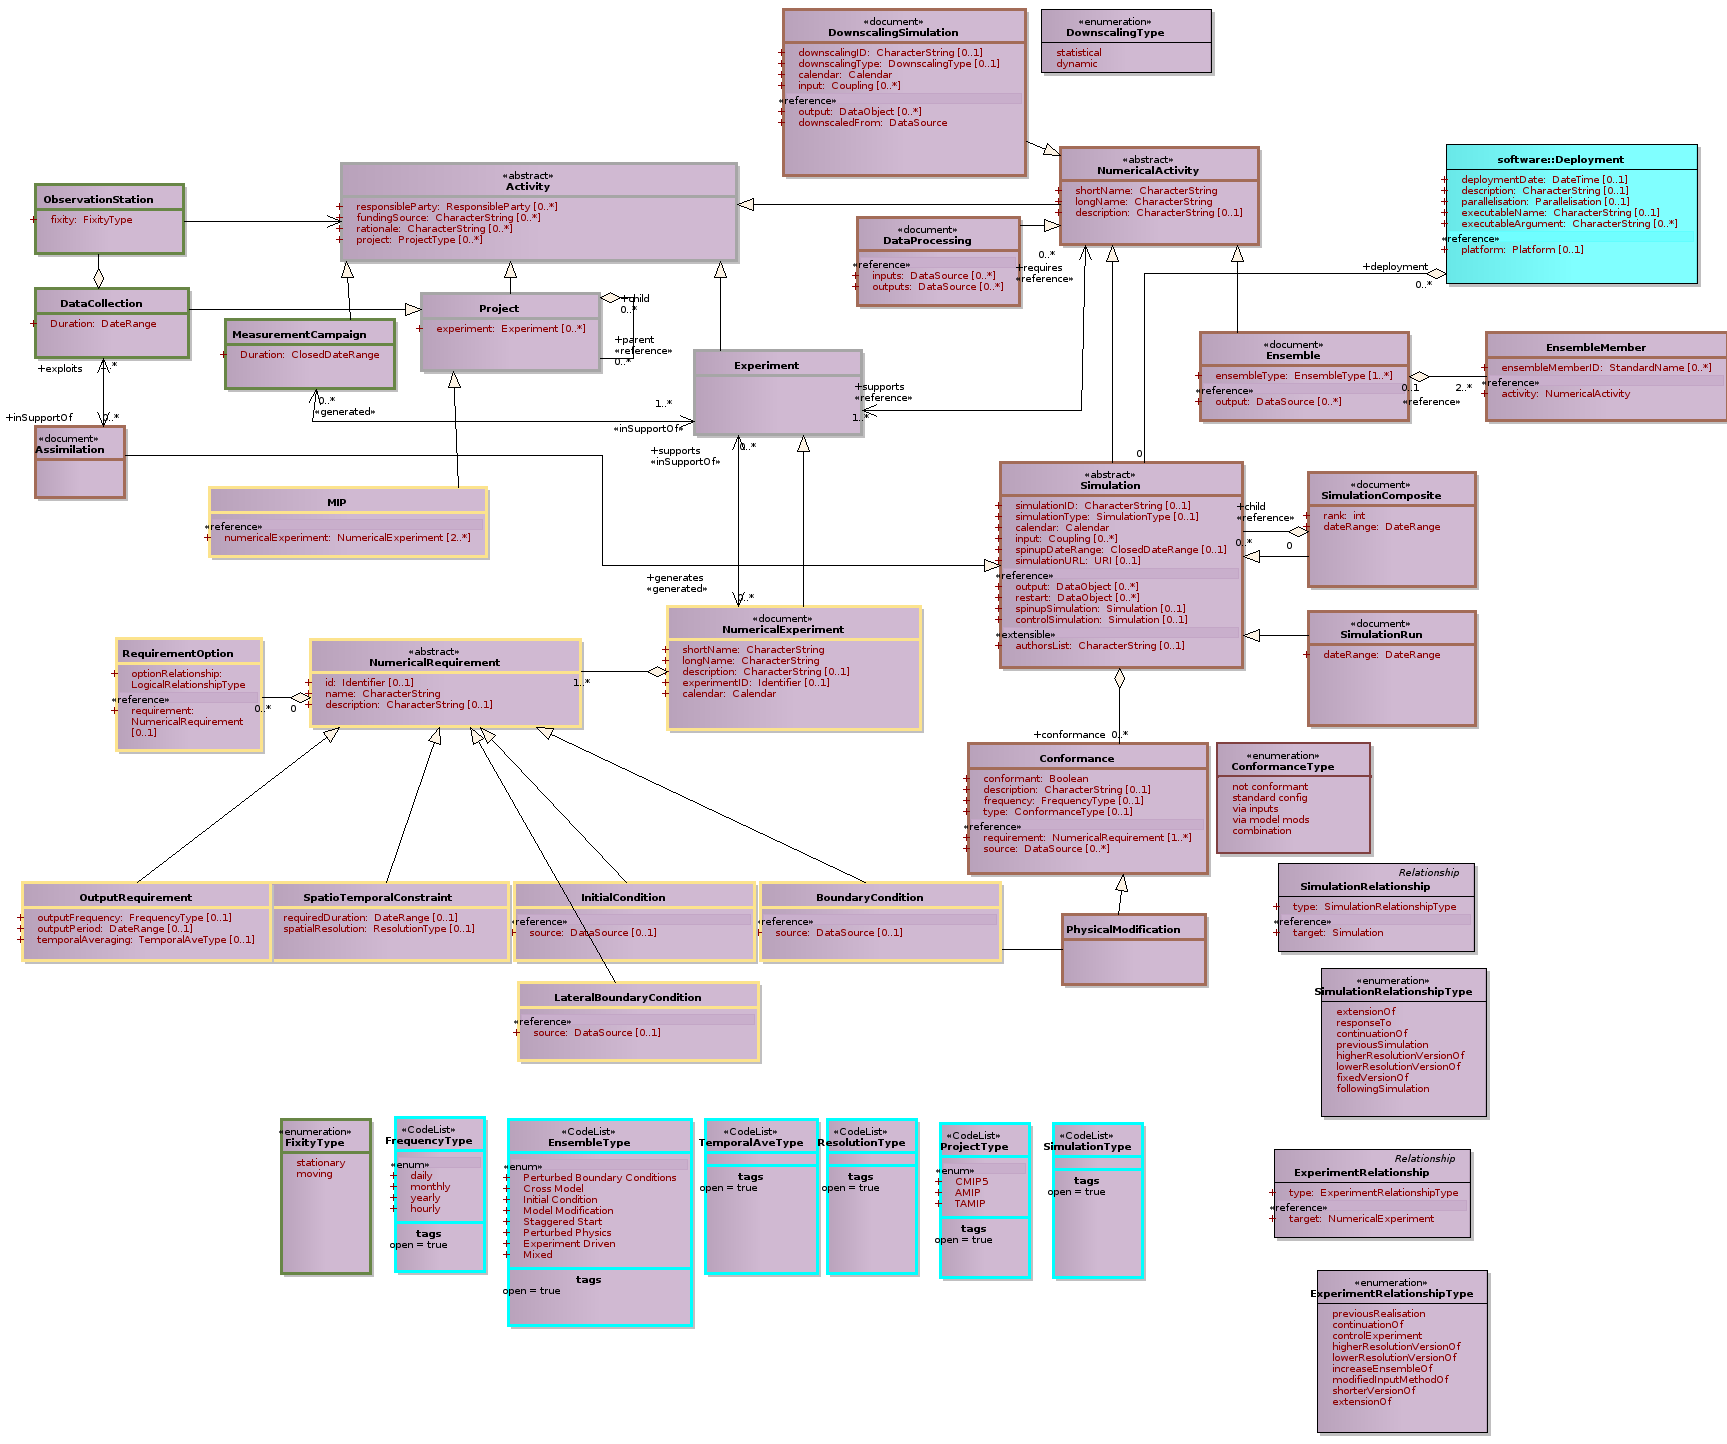 «document»
DownscalingSimulation
+ downscalingID: CharacterString [0..1]
+ downscalingType: DownscalingType [0..1]
+ calendar: Calendar
+ input: Coupling [0..*]
«reference»
+ output: DataObject [0..*]
+ downscaledFrom: DataSource
«enumeration»
DownscalingType
statistical
dynamic
«abstract»
Activity
+ responsibleParty: ResponsibleParty [0..*]
+ fundingSource: CharacterString [0..*]
+ rationale: CharacterString [0..*]
+ project: ProjectType [0..*]
«abstract»
NumericalActivity
+ shortName: CharacterString
+ longName: CharacterString
+ description: CharacterString [0..1]
software::Deployment
+ deploymentDate: DateTime [0..1]
+ description: CharacterString [0..1]
+ parallelisation: Parallelisation [0..1]
+ executableName: CharacterString [0..1]
+ executableArgument: CharacterString [0..*]
«reference»
+ platform: Platform [0..1]
ObservationStation
+ fixity: FixityType
«document»
DataProcessing
«reference»
+ inputs: DataSource [0..*]
+ outputs: DataSource [0..*]
0..*
+requires
«reference»
+deployment
0..*
DataCollection
+ Duration: DateRange
MeasurementCampaign
+ Duration: ClosedDateRange
Project
+ experiment: Experiment [0..*]
+child
0..*
+parent
«reference»
0..*
Experiment
+supports
«reference»
1..*
«document»
Ensemble
+ ensembleType: EnsembleType [1..*]
«reference»
+ output: DataSource [0..*]
0..1
2..*
«reference»
EnsembleMember
+ ensembleMemberID: StandardName [0..*]
«reference»
+ activity: NumericalActivity
+exploits
..*
+inSupportOf
0..*
0..*
«generated»
1..*
«inSupportOf»
«document»
Assimilation
+supports
«inSupportOf»
0..*
MIP
«reference»
+ numericalExperiment: NumericalExperiment [2..*]
0
«abstract»
Simulation
+ simulationID: CharacterString [0..1]
+ simulationType: SimulationType [0..1]
+ calendar: Calendar
+ input: Coupling [0..*]
+ spinupDateRange: ClosedDateRange [0..1]
+ simulationURL: URI [0..1]
«reference»
+ output: DataObject [0..*]
+ restart: DataObject [0..*]
+ spinupSimulation: Simulation [0..1]
+ controlSimulation: Simulation [0..1]
«extensible»
+ authorsList: CharacterString [0..1]
+child
«reference»
0..*
0
«document»
SimulationComposite
+ rank: int
+ dateRange: DateRange
«document»
SimulationRun
+ dateRange: DateRange
+generates
«generated»
0..*
«document»
NumericalExperiment
+ shortName: CharacterString
+ longName: CharacterString
+ description: CharacterString [0..1]
+ experimentID: Identifier [0..1]
+ calendar: Calendar
RequirementOption
+ optionRelationship:
LogicalRelationshipType
«reference»
+ requirement:
NumericalRequirement
[0..1]
0..*
0
«abstract»
NumericalRequirement
+ id: Identifier [0..1]
+ name: CharacterString
+ description: CharacterString [0..1]
1..*
+conformance 0..*
Conformance
+ conformant: Boolean
+ description: CharacterString [0..1]
+ frequency: FrequencyType [0..1]
+ type: ConformanceType [0..1]
«reference»
+ requirement: NumericalRequirement [1..*]
+ source: DataSource [0..*]
«enumeration»
ConformanceType
not conformant
standard config
via inputs
via model mods
combination
OutputRequirement
+ outputFrequency: FrequencyType [0..1]
+ outputPeriod: DateRange [0..1]
+ temporalAveraging: TemporalAveType [0..1]
SpatioTemporalConstraint
requiredDuration: DateRange [0..1]
spatialResolution: ResolutionType [0..1]
InitialCondition
«reference»
+ source: DataSource [0..1]
BoundaryCondition
«reference»
+ source: DataSource [0..1]
PhysicalModification
Relationship
SimulationRelationship
+ type: SimulationRelationshipType
«reference»
+ target: Simulation
LateralBoundaryCondition
«reference»
+ source: DataSource [0..1]
«enumeration»
SimulationRelationshipType
extensionOf
responseTo
continuationOf
previousSimulation
higherResolutionVersionOf
lowerResolutionVersionOf
fixedVersionOf
followingSimulation
«enumeration»
FixityType
stationary
moving
«CodeList»
FrequencyType
«enum»
+ daily
+ monthly
+ yearly
+ hourly
tags
open = true
«CodeList»
EnsembleType
«enum»
+ Perturbed Boundary Conditions
+ Cross Model
+ Initial Condition
+ Model Modification
+ Staggered Start
+ Perturbed Physics
+ Experiment Driven
+ Mixed
tags
open = true
«CodeList»
TemporalAveType
tags
open = true
«CodeList»
ResolutionType
tags
open = true
«CodeList»
ProjectType
«enum»
+ CMIP5
+ AMIP
+ TAMIP
tags
open = true
«CodeList»
SimulationType
tags
open = true
Relationship
ExperimentRelationship
+ type: ExperimentRelationshipType
«reference»
+ target: NumericalExperiment
«enumeration»
ExperimentRelationshipType
previousRealisation
continuationOf
controlExperiment
higherResolutionVersionOf
lowerResolutionVersionOf
increaseEnsembleOf
modifiedInputMethodOf
shorterVersionOf
extensionOf